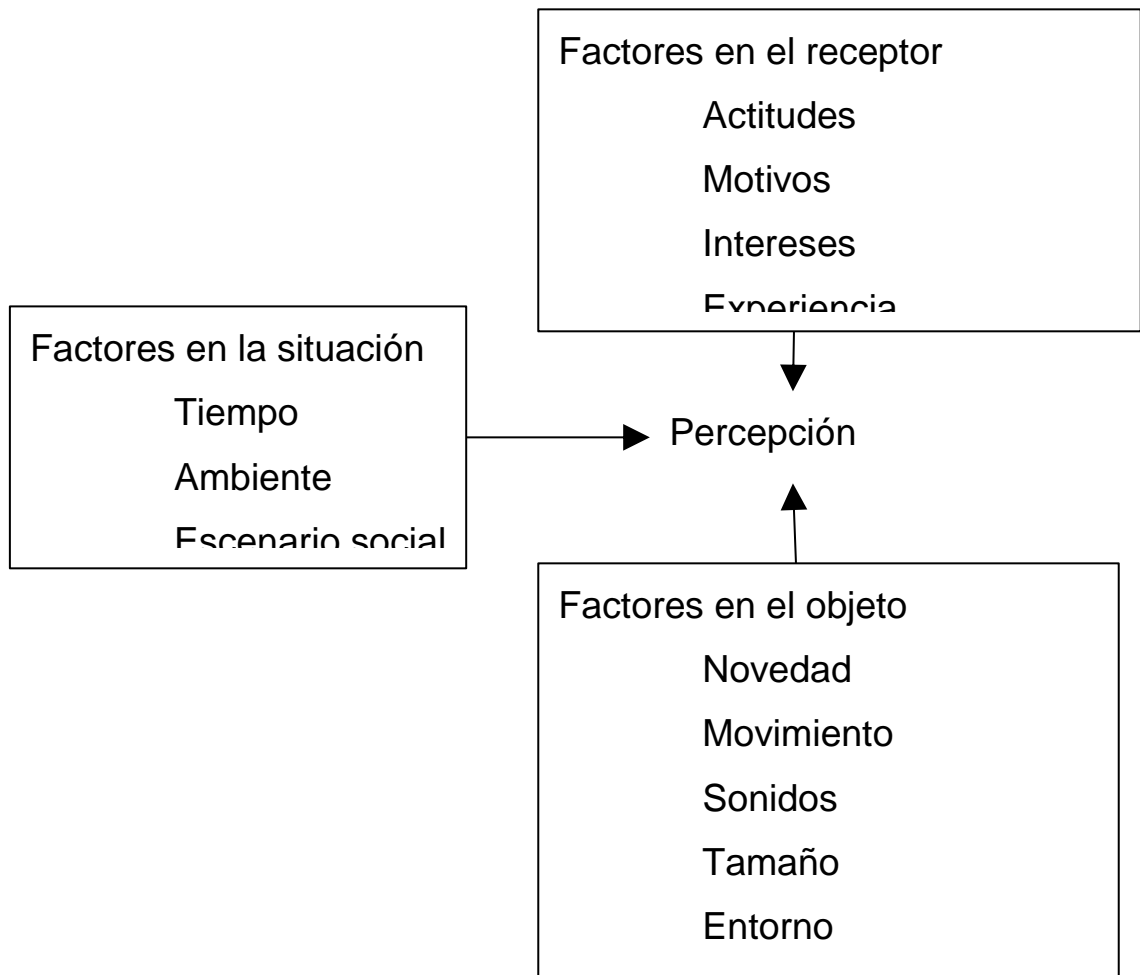 Factores en el receptor
Actitudes
Motivos
Intereses
Experiencia
Factores en la situación
Tiempo
Ambiente
Escenario social
Percepción
Factores en el objeto
Novedad
Movimiento
Sonidos
Tamaño
Entorno